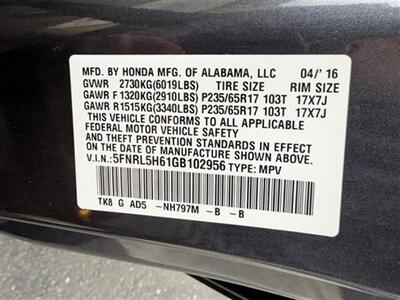 MFD. BY HONDA MFG. OF ALABAMA, LLC 04/'16
GVWR 2730KG(6019LBS) TIRE SIZE RIM SIZE
GAWR F 1320KG(2910LBS) P235/65R17 103T 17X7J
GAWR R 1515KG(3340LBS) P235/65R17 103T 17X7J
THIS VEHICLE CONFORMS TO ALL APPLICABLE
FEDERAL MOTOR VEHICLE SAFETY, BUMPER,
AND THEFT PREVENTION STANDARDS IN EFFECT
ON THE DATE OF MANUFACTURE SHOWN ABOVE.
V.I.N:5FNRL5H61GB102956 TYPE: MPV
TK8 G AD5 -NH797M -B -B